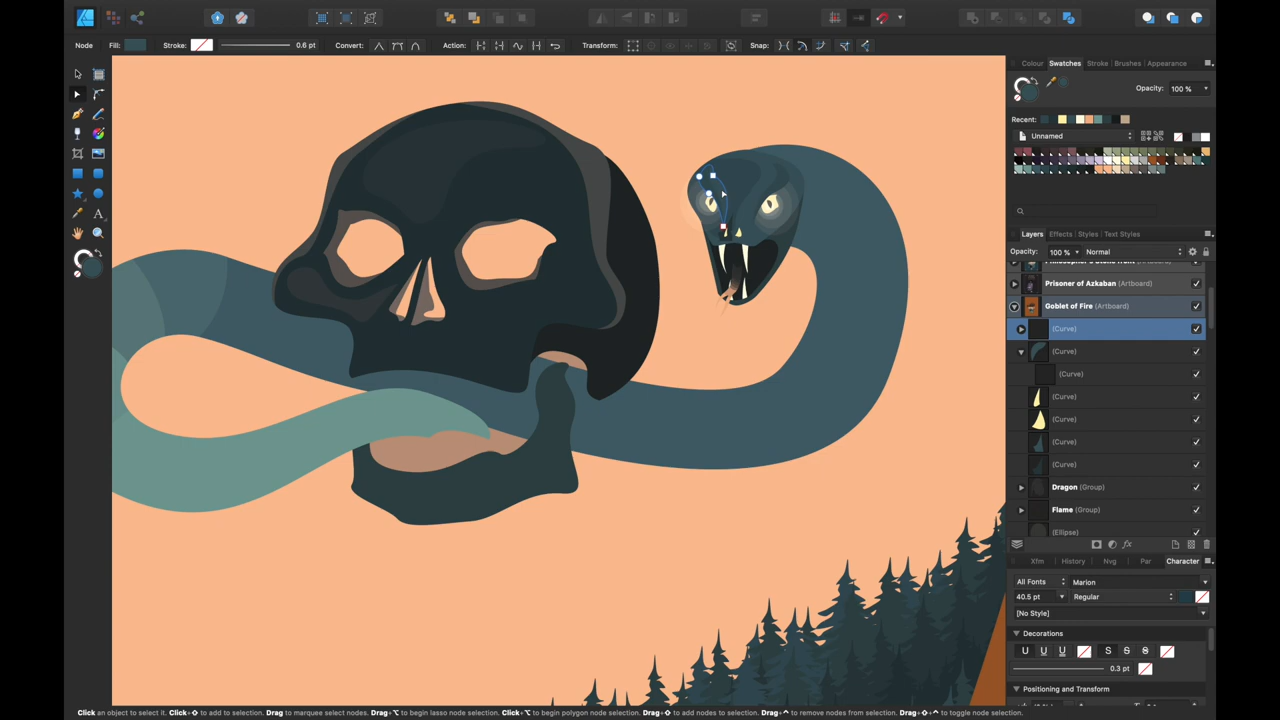 Node Fill: Stroke: 0.6 pt Convert: Action: Transform: Snap:
Colour Swatches Stroke Brushes Appearance
Opacity: 100 %
Recent:
Unnamed
Layers Effects Styles Text Styles
Opacity: 100 % Normal
Philosopher's Stone front (Artboard)
Prisoner of Azkaban (Artboard)
Goblet of Fire (Artboard)
(Curve)
(Curve)
(Curve)
(Curve)
(Curve)
(Curve)
(Curve)
Dragon (Group)
Flame (Group)
(Ellipse)
Xfm History Nvg Par Character
All Fonts Marion
40.5 pt Regular
[No Style]
Decorations
U U U S S S
0.3 pt
Positioning and Transform
Click an object to select it. Click+⇧ to add to selection. Drag to marquee select nodes. Drag+⌥ to begin lasso node selection. Click+⌥ to begin polygon node selection. Drag+⇧ to add nodes to selection. Drag+⌃ to remove nodes from selection. Drag+⇧+⌃ to toggle node selection.